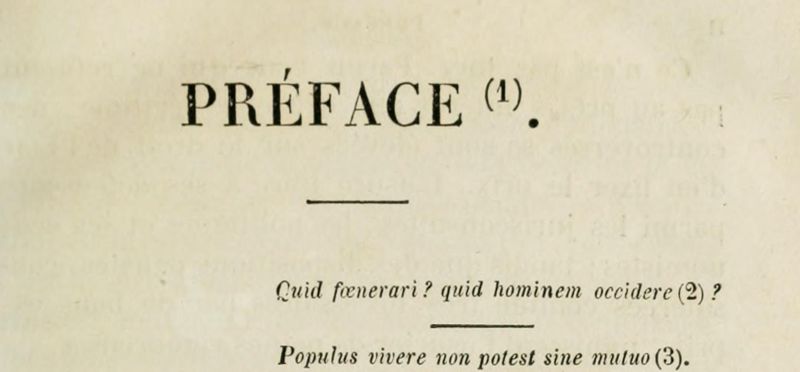 PRÉFACE (1).
Quid fœnerari ? quid hominem occidere (2) ?
Populus vivere non potest sine mutuo (3).